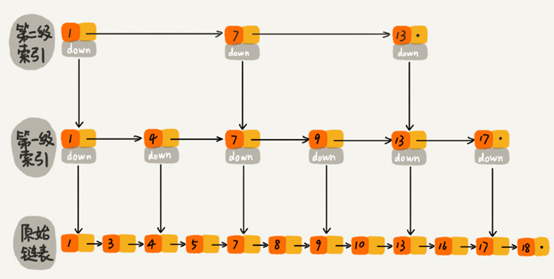 第二级
索引
1 7 13
down down down
第一级
索引
1 4 7 9 13 17
down down down down down down
原始
链表
1 3 4 5 7 8 9 10 13 16 17 18